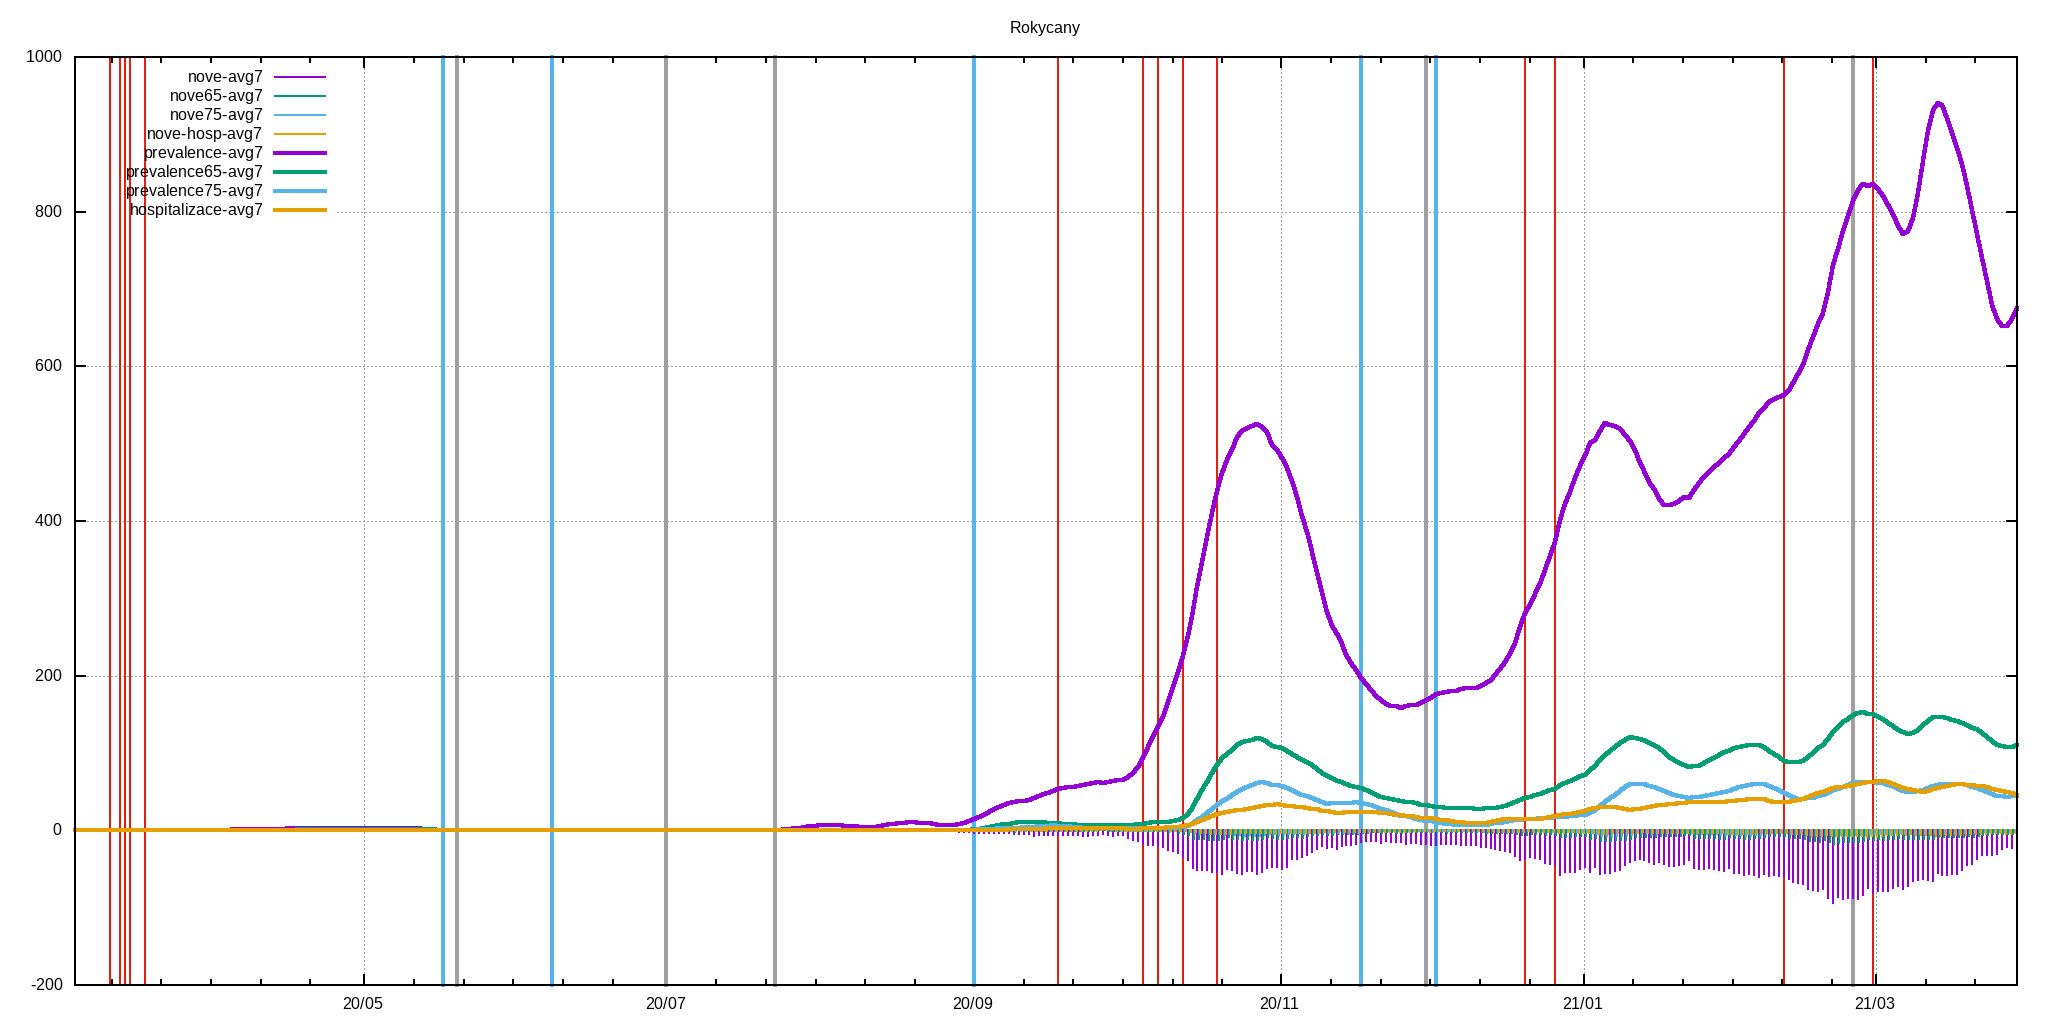 Rokycany
1000
nove-avg7
nove65-avg7
nove75-avg7
nove-hosp-avg7
prevalence-avg7
prevalence65-avg7
prevalence75-avg7
hospitalizace-avg7
800
600
400
200
0
-200
20/05 20/07 20/09 20/11 21/01 21/03